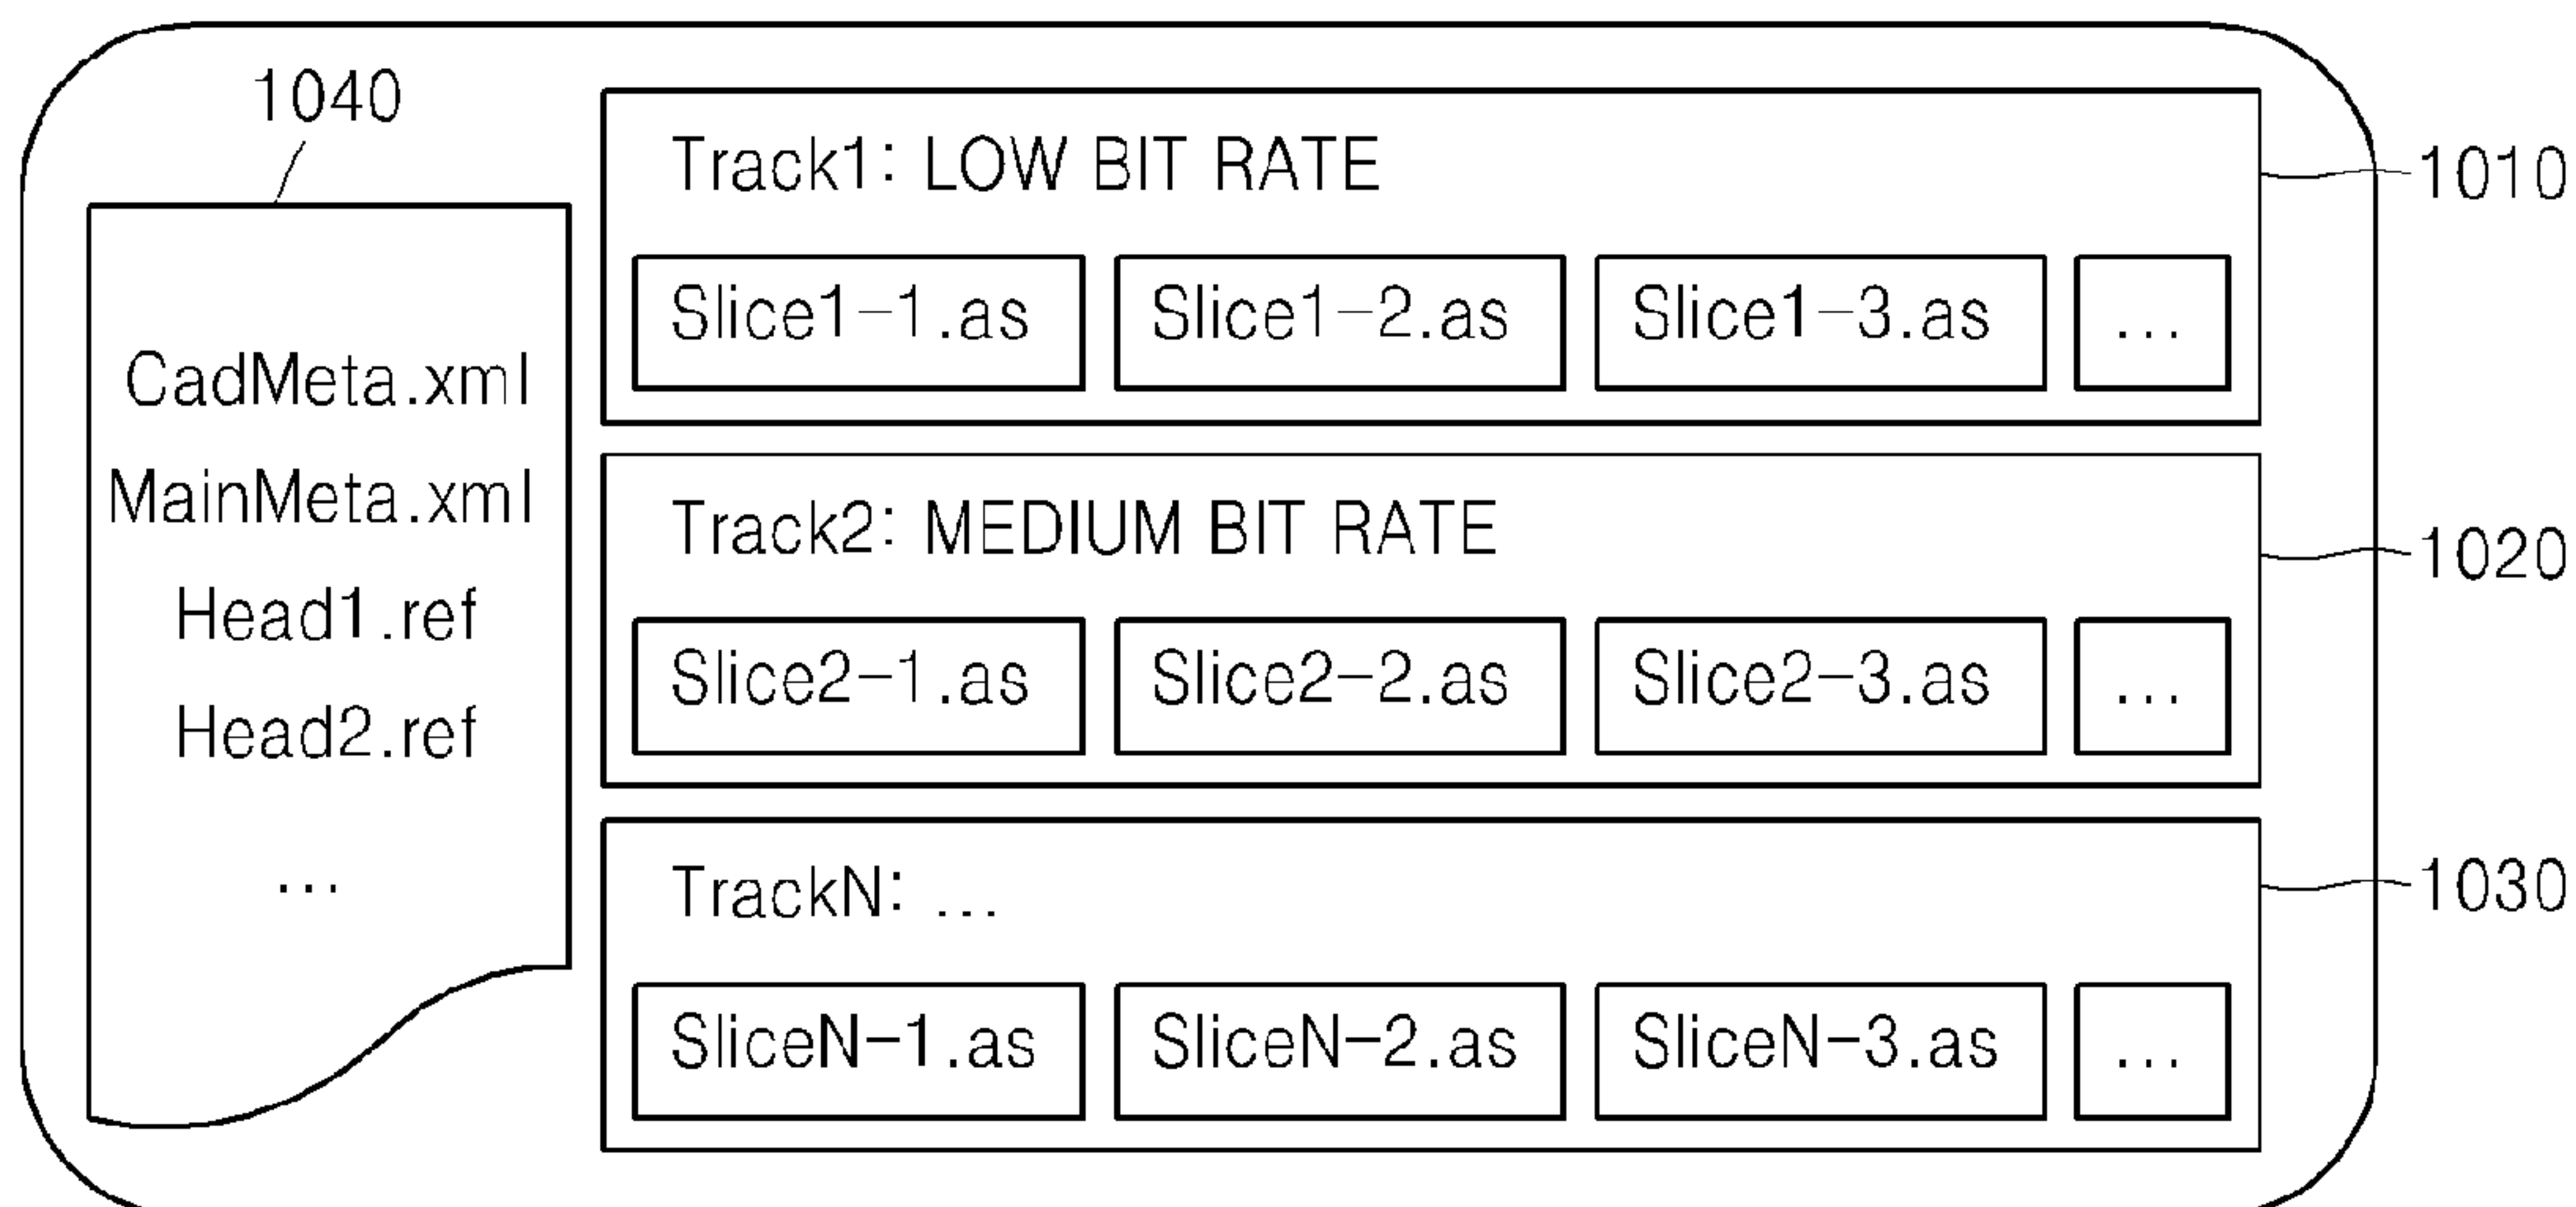 1040
CadMeta.xml
MainMeta.xml
Head1.ref
Head2.ref
...
Track1: LOW BIT RATE
1010
Slice1-1.as
Slice1-2.as
Slice1-3.as
...
Track2: MEDIUM BIT RATE
1020
Slice2-1.as
Slice2-2.as
Slice2-3.as
...
TrackN: ...
1030
SliceN-1.as
SliceN-2.as
SliceN-3.as
...